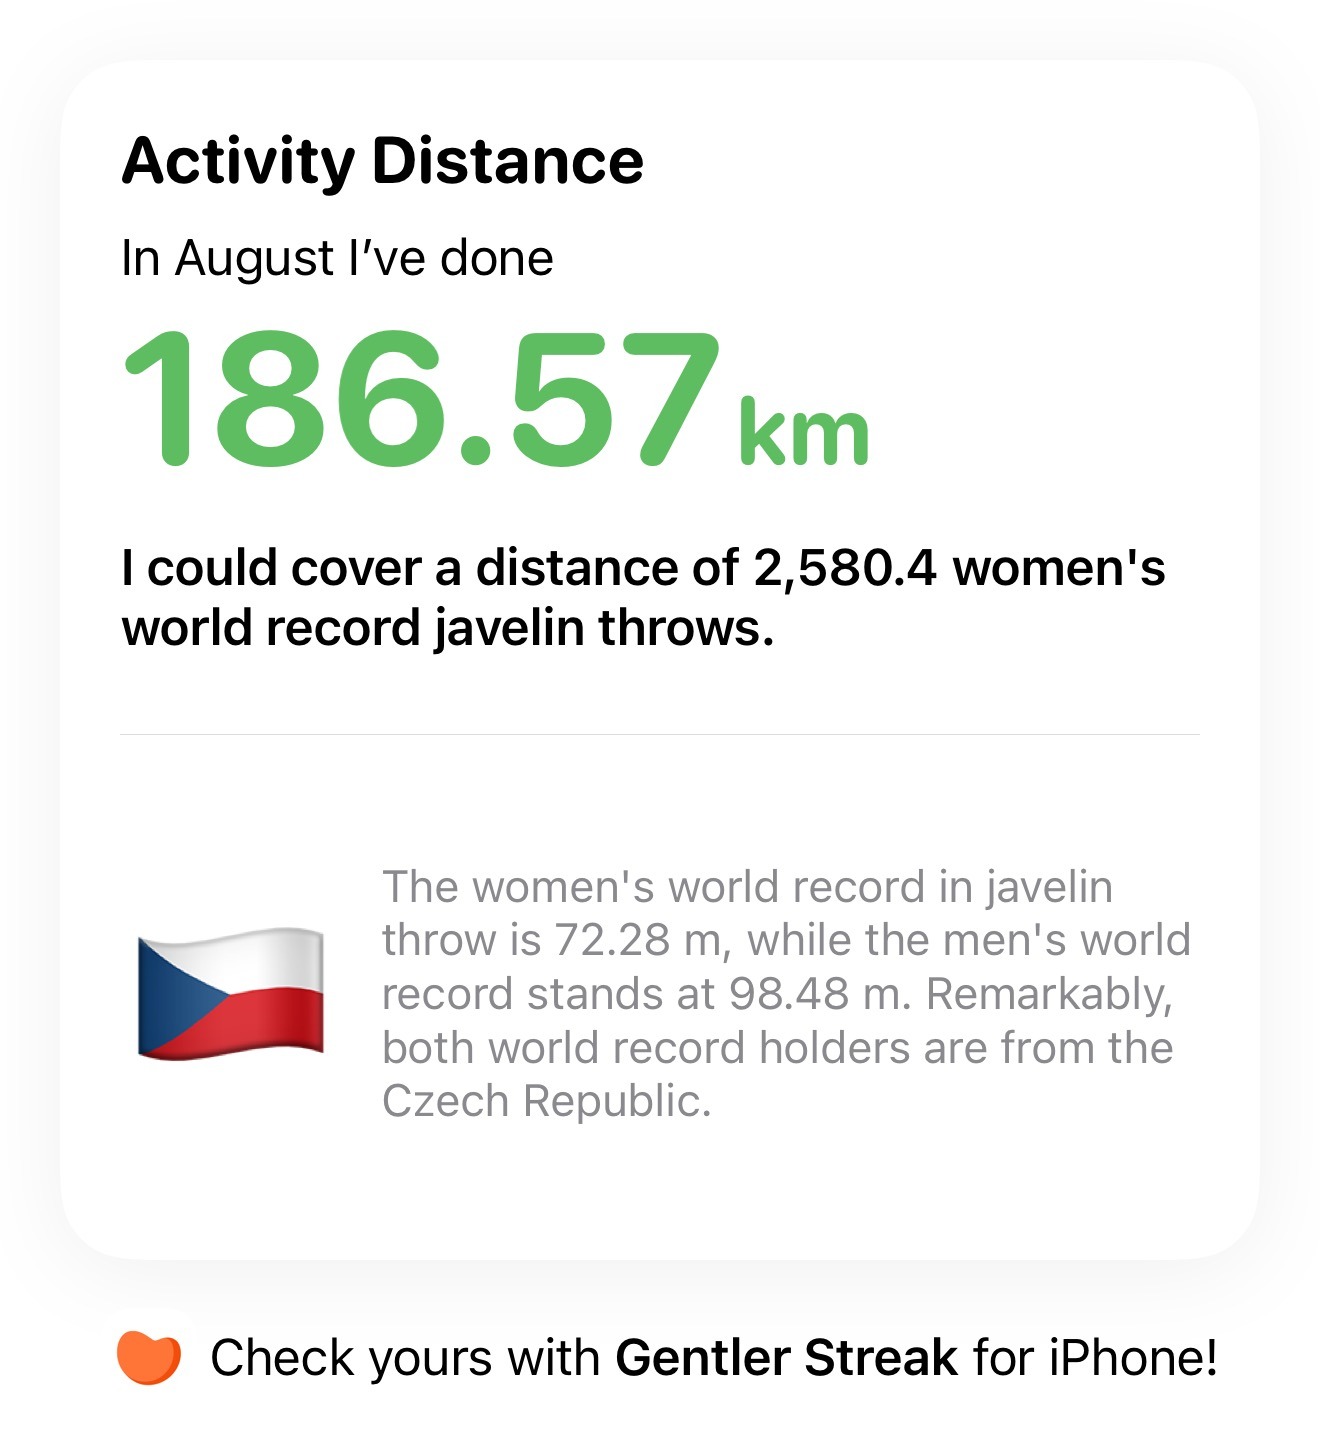 Activity Distance
In August I’ve done
186.57 km
I could cover a distance of 2,580.4 women's
world record javelin throws.
The women's world record in javelin
throw is 72.28 m, while the men's world
record stands at 98.48 m. Remarkably,
both world record holders are from the
Czech Republic.
Check yours with Gentler Streak for iPhone!